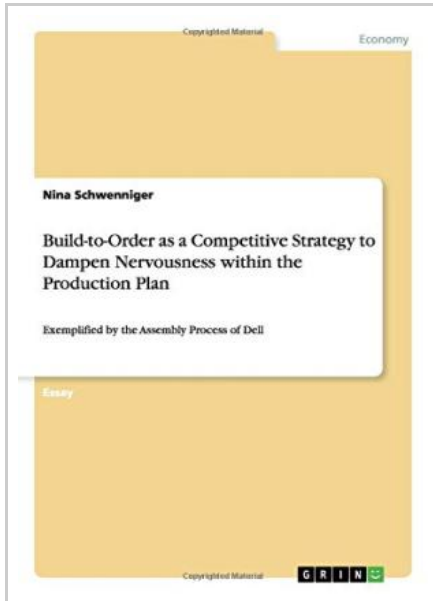 Copyrighted Material
Economy
Nina Schwenniger
Build-to-Order as a Competitive Strategy to
Dampen Nervousness within the
Production Plan
Exemplified by the Assembly Process of Dell
Essay
Copyrighted Material
GRIN